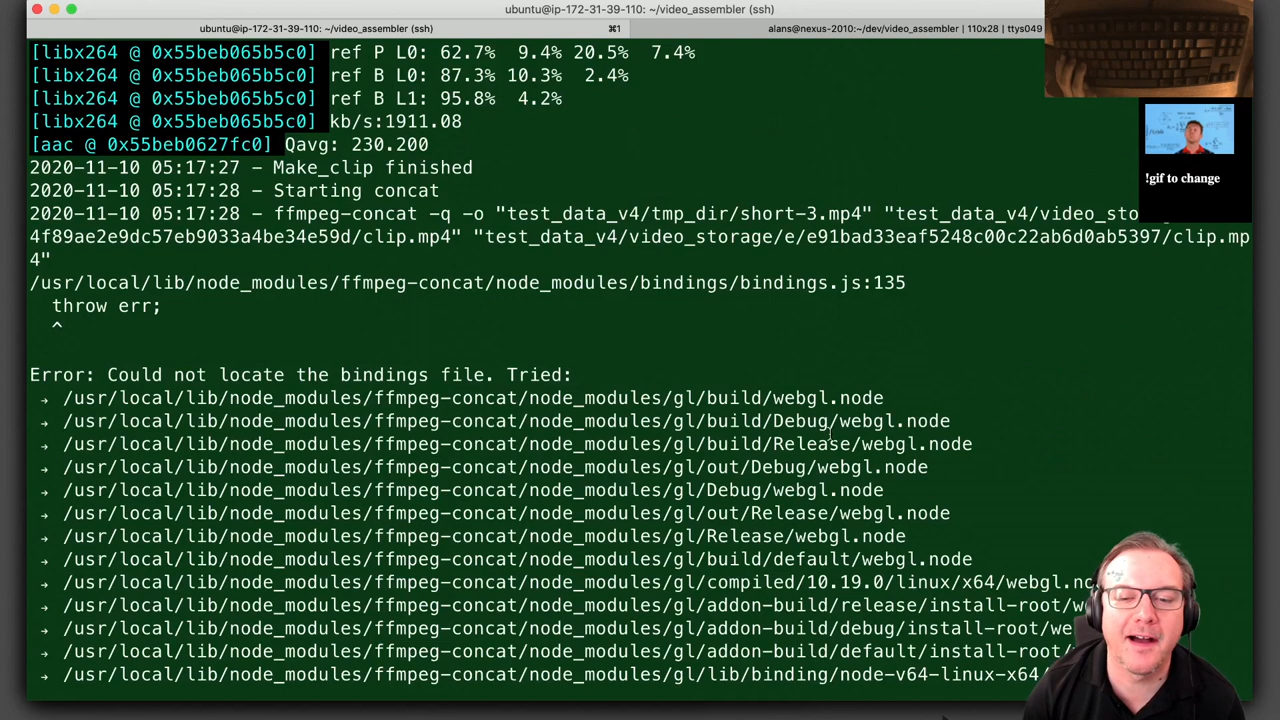 ubuntu@ip-172-31-39-110: ~/video_assembler (ssh)
ubuntu@ip-172-31-39-110: ~/video_assembler (ssh) ⌘1 alans@nexus-2010:~/dev/video_assembler | 110x28 | ttys049
[libx264 @ 0x55beb065b5c0] ref P L0: 62.7% 9.4% 20.5% 7.4%
[libx264 @ 0x55beb065b5c0] ref B L0: 87.3% 10.3% 2.4%
[libx264 @ 0x55beb065b5c0] ref B L1: 95.8% 4.2%
[libx264 @ 0x55beb065b5c0] kb/s:1911.08
[aac @ 0x55beb0627fc0] Qavg: 230.200
2020-11-10 05:17:27 - Make_clip finished
2020-11-10 05:17:28 - Starting concat
2020-11-10 05:17:28 - ffmpeg-concat -q -o "test_data_v4/tmp_dir/short-3.mp4" "test_data_v4/video_sto
4f89ae2e9dc57eb9033a4be34e59d/clip.mp4" "test_data_v4/video_storage/e/e91bad33eaf5248c00c22ab6d0ab5397/clip.mp
4"
/usr/local/lib/node_modules/ffmpeg-concat/node_modules/bindings/bindings.js:135
throw err;
^
Error: Could not locate the bindings file. Tried:
→ /usr/local/lib/node_modules/ffmpeg-concat/node_modules/gl/build/webgl.node
→ /usr/local/lib/node_modules/ffmpeg-concat/node_modules/gl/build/Debug/webgl.node
→ /usr/local/lib/node_modules/ffmpeg-concat/node_modules/gl/build/Release/webgl.node
→ /usr/local/lib/node_modules/ffmpeg-concat/node_modules/gl/out/Debug/webgl.node
→ /usr/local/lib/node_modules/ffmpeg-concat/node_modules/gl/Debug/webgl.node
→ /usr/local/lib/node_modules/ffmpeg-concat/node_modules/gl/out/Release/webgl.node
→ /usr/local/lib/node_modules/ffmpeg-concat/node_modules/gl/Release/webgl.node
→ /usr/local/lib/node_modules/ffmpeg-concat/node_modules/gl/build/default/webgl.node
→ /usr/local/lib/node_modules/ffmpeg-concat/node_modules/gl/compiled/10.19.0/linux/x64/webgl.no
→ /usr/local/lib/node_modules/ffmpeg-concat/node_modules/gl/addon-build/release/install-root/w
→ /usr/local/lib/node_modules/ffmpeg-concat/node_modules/gl/addon-build/debug/install-root/we
→ /usr/local/lib/node_modules/ffmpeg-concat/node_modules/gl/addon-build/default/install-root/
→ /usr/local/lib/node_modules/ffmpeg-concat/node_modules/gl/lib/binding/node-v64-linux-x64/
!gif to change